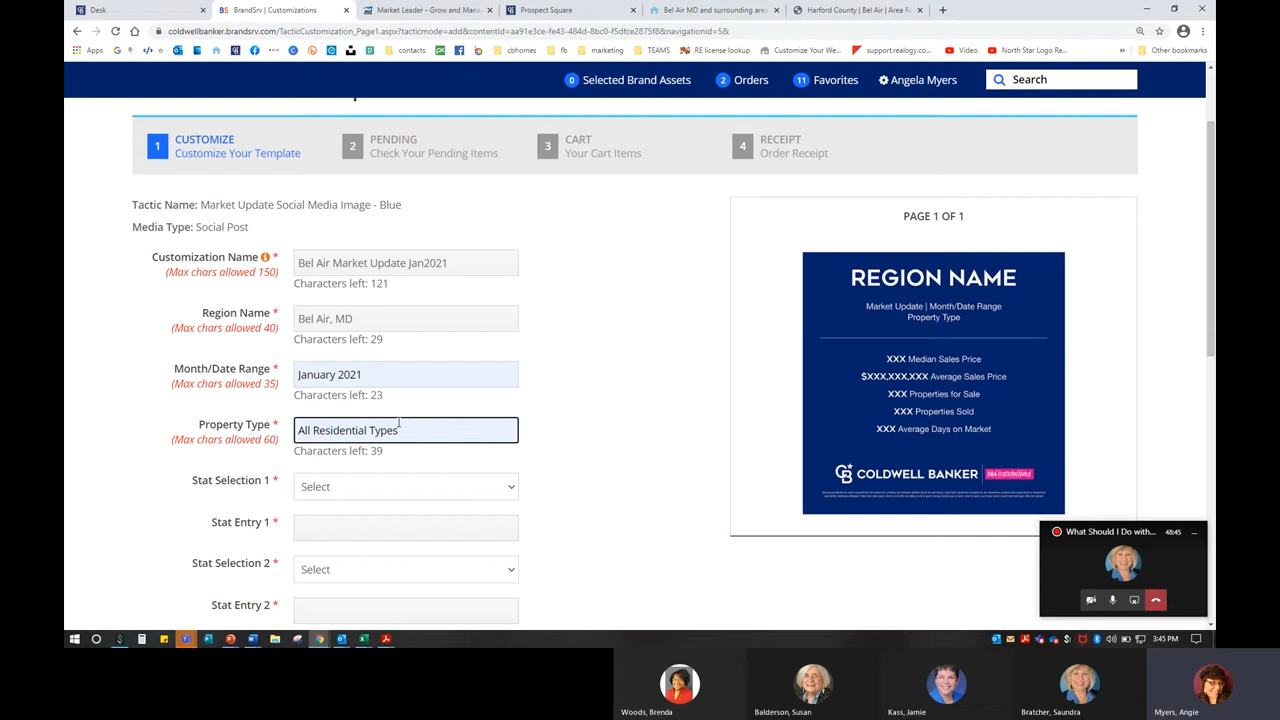 Desk
BrandSrv | Customizations
Market Leader - Grow and Man
Prospect Square
Bel Air MD and surrounding area
Harford County | Bel Air | Area R
coldwellbanker.brandsrv.com/TacticCustomization_Page1.aspx?tacticmode=add&contentId=aa91e3ce-fe43-484d-8bc0-f5dfce2875f8&navigationid=5&
Apps
contacts
cbhomes
fb
marketing
TEAMS
RE license lookup
Customize Your We...
support.realogy.co...
Video
North Star Logo Re...
Other bookmarks
0 Selected Brand Assets
2 Orders
11 Favorites
Angela Myers
Search
1 CUSTOMIZE
Customize Your Template
2 PENDING
Check Your Pending Items
3 CART
Your Cart Items
4 RECEIPT
Order Receipt
Tactic Name: Market Update Social Media Image - Blue
Media Type: Social Post
Customization Name *
(Max chars allowed 150)
Bel Air Market Update Jan2021
Characters left: 121
Region Name *
(Max chars allowed 40)
Bel Air, MD
Characters left: 29
Month/Date Range *
(Max chars allowed 35)
January 2021
Characters left: 23
Property Type *
(Max chars allowed 60)
All Residential Types
Characters left: 39
Stat Selection 1 *
Select
Stat Entry 1 *
Stat Selection 2 *
Select
Stat Entry 2 *
PAGE 1 OF 1
REGION NAME
Market Update | Month/Date Range
Property Type
XXX Median Sales Price
$XXX,XXX,XXX Average Sales Price
XXX Properties for Sale
XXX Properties Sold
XXX Average Days on Market
COLDWELL BANKER
DBA CUSTOMIZABLE
What Should I Do with...
48:45
3:45 PM
Woods, Brenda
Balderson, Susan
Kass, Jamie
Bratcher, Saundra
Myers, Angie